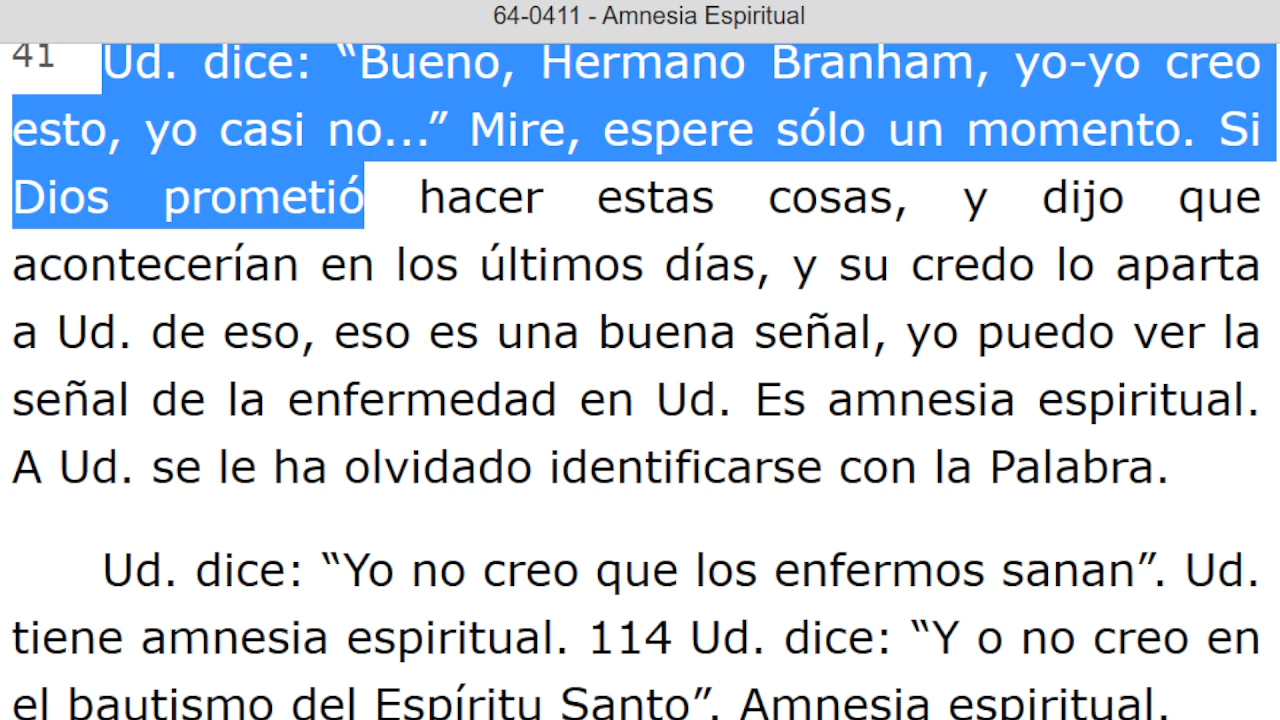 64-0411 - Amnesia Espiritual
41 Ud. dice: “Bueno, Hermano Branham, yo-yo creo
esto, yo casi no...” Mire, espere sólo un momento. Si
Dios prometió hacer estas cosas, y dijo que
acontecerían en los últimos días, y su credo lo aparta
a Ud. de eso, eso es una buena señal, yo puedo ver la
señal de la enfermedad en Ud. Es amnesia espiritual.
A Ud. se le ha olvidado identificarse con la Palabra.
Ud. dice: “Yo no creo que los enfermos sanan”. Ud.
tiene amnesia espiritual. 114 Ud. dice: “Y o no creo en
el bautismo del Espíritu Santo”. Amnesia espiritual.